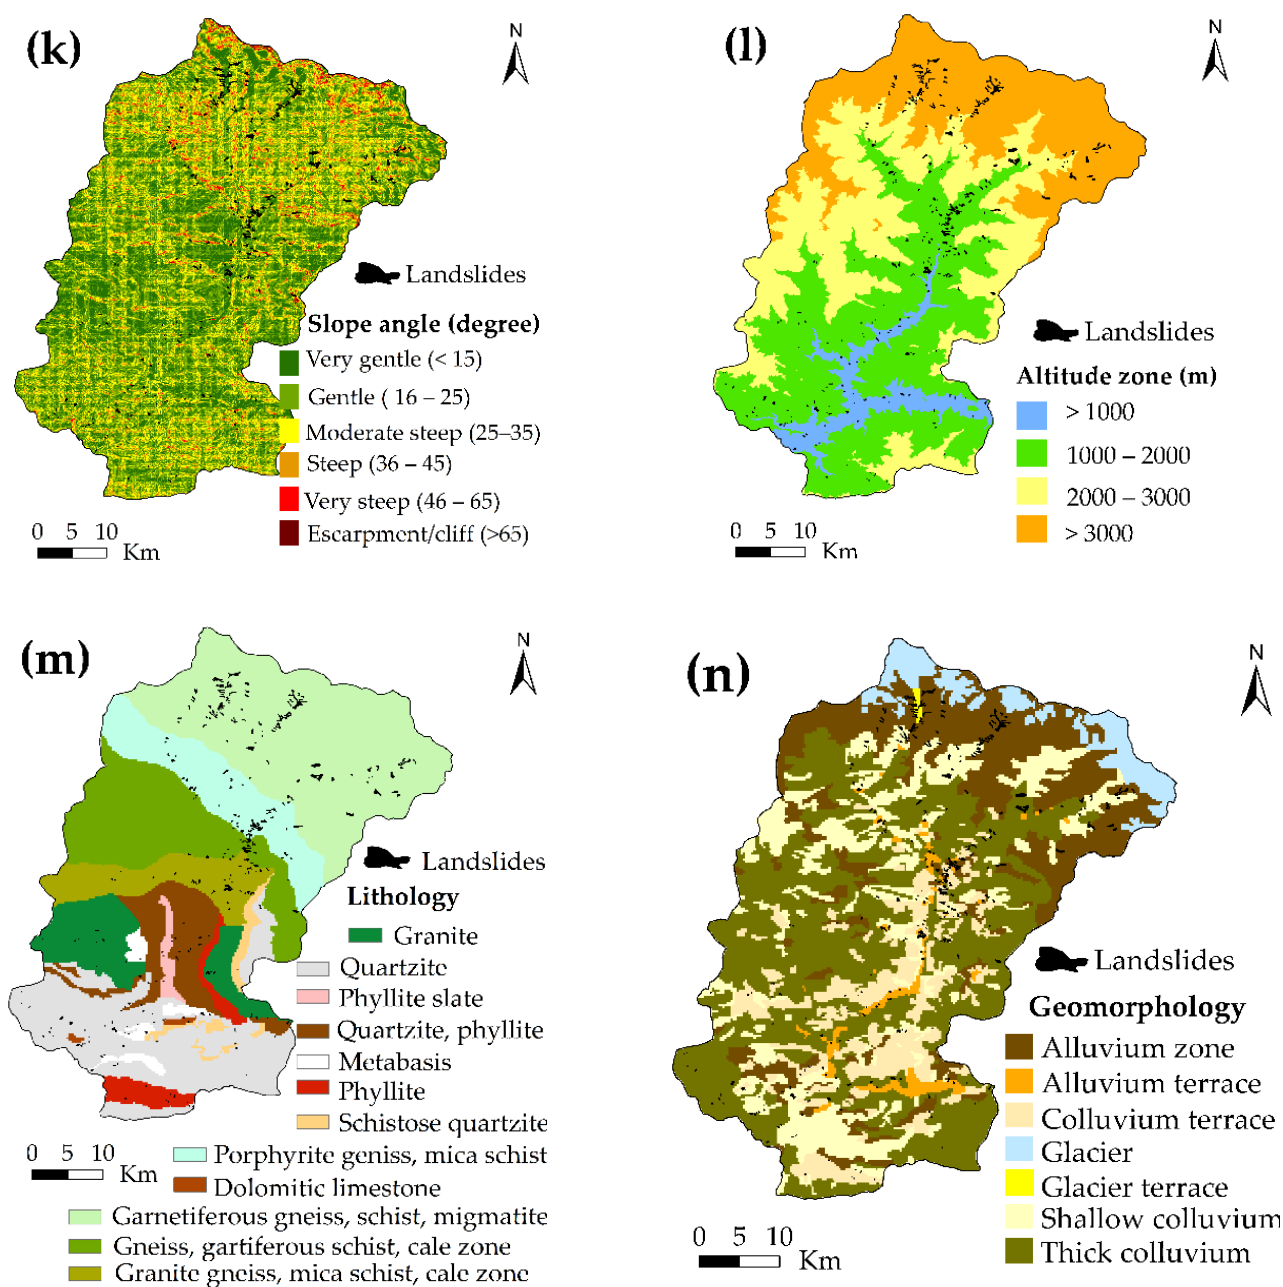 (k)
N
Landslides
Slope angle (degree)
Very gentle (< 15)
Gentle ( 16 – 25)
Moderate steep (25–35)
Steep (36 – 45)
Very steep (46 – 65)
Escarpment/cliff (>65)
0 5 10
Km
(l)
N
Landslides
Altitude zone (m)
> 1000
1000 – 2000
2000 – 3000
> 3000
0 5 10
Km
(m)
N
Landslides
Lithology
Granite
Quartzite
Phyllite slate
Quartzite, phyllite
Metabasis
Phyllite
Schistose quartzite
Porphyrite geniss, mica schist
Dolomitic limestone
Garnetiferous gneiss, schist, migmatite
Gneiss, gartiferous schist, cale zone
Granite gneiss, mica schist, cale zone
0 5 10
Km
(n)
N
Landslides
Geomorphology
Alluvium zone
Alluvium terrace
Colluvium terrace
Glacier
Glacier terrace
Shallow colluvium
Thick colluvium
0 5 10
Km